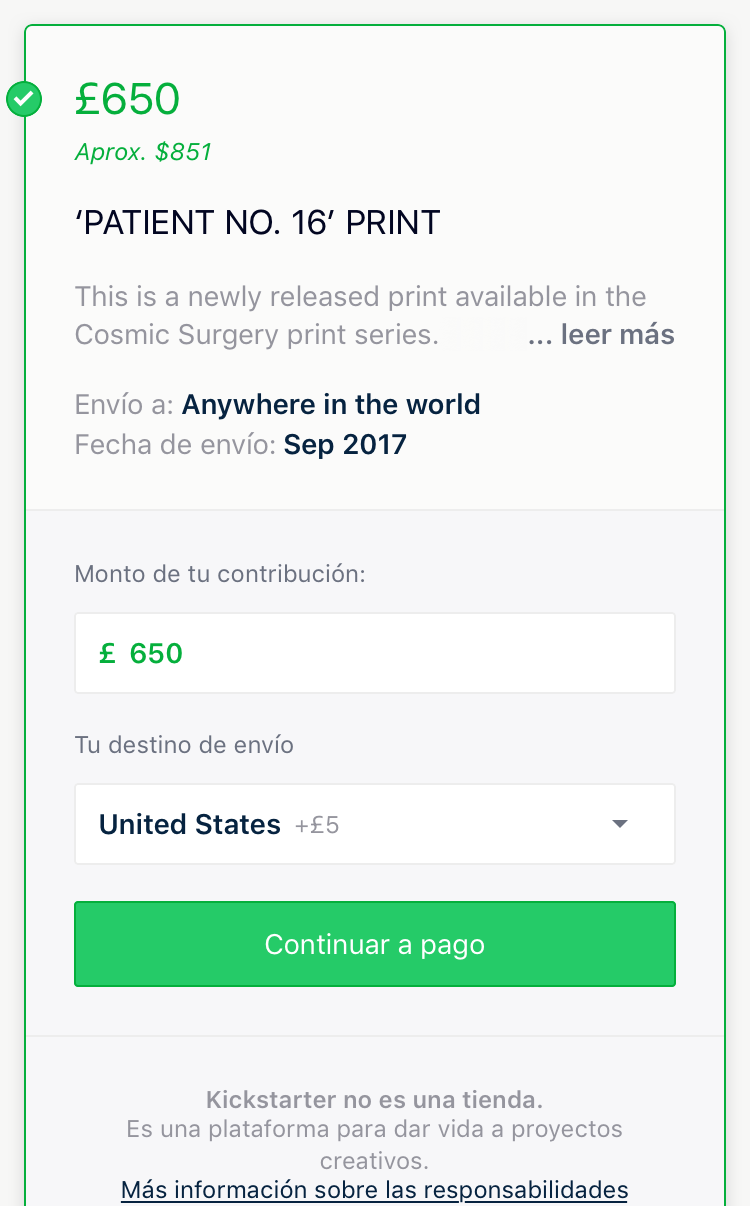 £650
Aprox. $851
‘PATIENT NO. 16’ PRINT
This is a newly released print available in the
Cosmic Surgery print series. ... leer más
Envío a: Anywhere in the world
Fecha de envío: Sep 2017
Monto de tu contribución:
£ 650
Tu destino de envío
United States +£5
Continuar a pago
Kickstarter no es una tienda.
Es una plataforma para dar vida a proyectos
creativos.
Más información sobre las responsabilidades